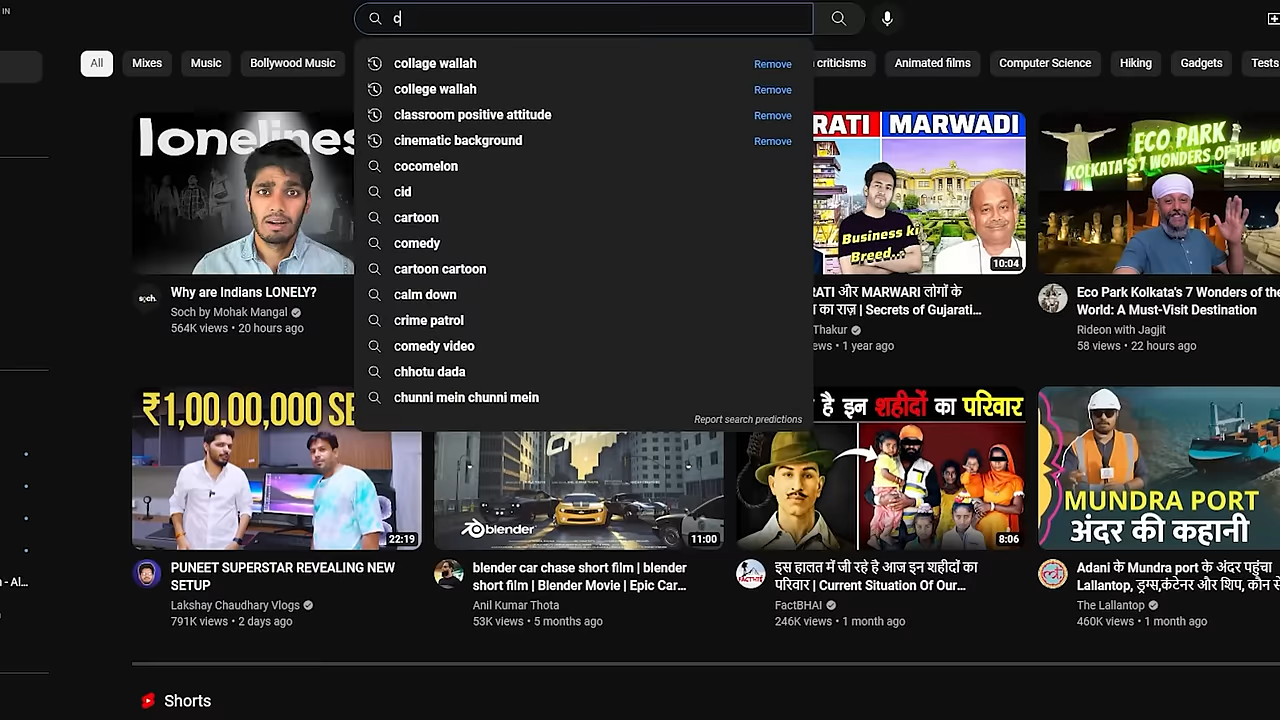 IN
c
All
Mixes
Music
Bollywood Music
criticisms
Animated films
Computer Science
Hiking
Gadgets
Tests
collage wallah
Remove
college wallah
Remove
classroom positive attitude
Remove
cinematic background
Remove
cocomelon
cid
cartoon
comedy
cartoon cartoon
calm down
crime patrol
comedy video
chhotu dada
chunni mein chunni mein
Report search predictions
lonelines
RATI
MARWADI
Business ki
Breed...
10:04
ECO PARK
KOLKATA'S 7 WONDERS OF THE WO
soch.
Why are Indians LONELY?
Soch by Mohak Mangal
564K views • 20 hours ago
RATI और MARWARI लोगों के
का राज़ | Secrets of Gujarati...
Thakur
ews • 1 year ago
Eco Park Kolkata's 7 Wonders of the
World: A Must-Visit Destination
Rideon with Jagjit
58 views • 22 hours ago
₹1,00,00,000 SE
22:19
blender
11:00
है इन शहीदों का परिवार
8:06
MUNDRA PORT
अंदर की कहानी
- Al...
PUNEET SUPERSTAR REVEALING NEW
SETUP
Lakshay Chaudhary Vlogs
791K views • 2 days ago
blender car chase short film | blender
short film | Blender Movie | Epic Car...
Anil Kumar Thota
53K views • 5 months ago
इस हालत में जी रहे है आज इन शहीदों का
परिवार | Current Situation Of Our...
FactBHAI
246K views • 1 month ago
Adani के Mundra port के अंदर पहुंचा
Lallantop, ड्रग्स,कंटेनर और शिप, कौन से
The Lallantop
460K views • 1 month ago
Shorts